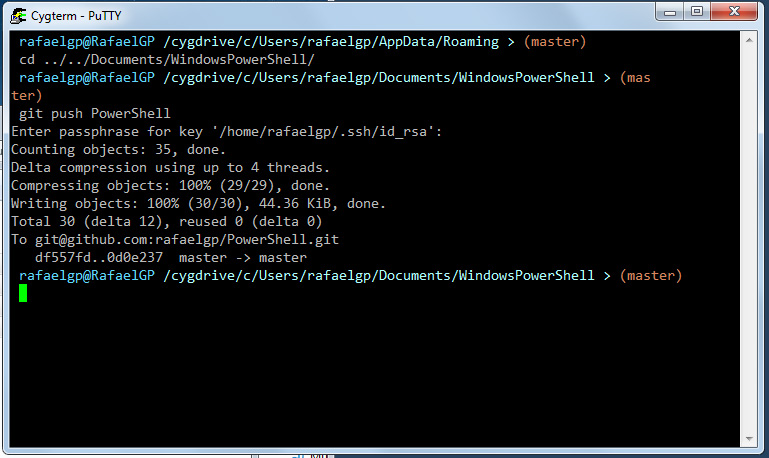 Cygterm - PuTTY
rafaelgp@RafaelGP /cygdrive/c/Users/rafaelgp/AppData/Roaming > (master)
cd ../../Documents/WindowsPowerShell/
rafaelgp@RafaelGP /cygdrive/c/Users/rafaelgp/Documents/WindowsPowerShell > (mas
ter)
git push PowerShell
Enter passphrase for key '/home/rafaelgp/.ssh/id_rsa':
Counting objects: 35, done.
Delta compression using up to 4 threads.
Compressing objects: 100% (29/29), done.
Writing objects: 100% (30/30), 44.36 KiB, done.
Total 30 (delta 12), reused 0 (delta 0)
To git@github.com:rafaelgp/PowerShell.git
df557fd..0d0e237  master -> master
rafaelgp@RafaelGP /cygdrive/c/Users/rafaelgp/Documents/WindowsPowerShell > (master)